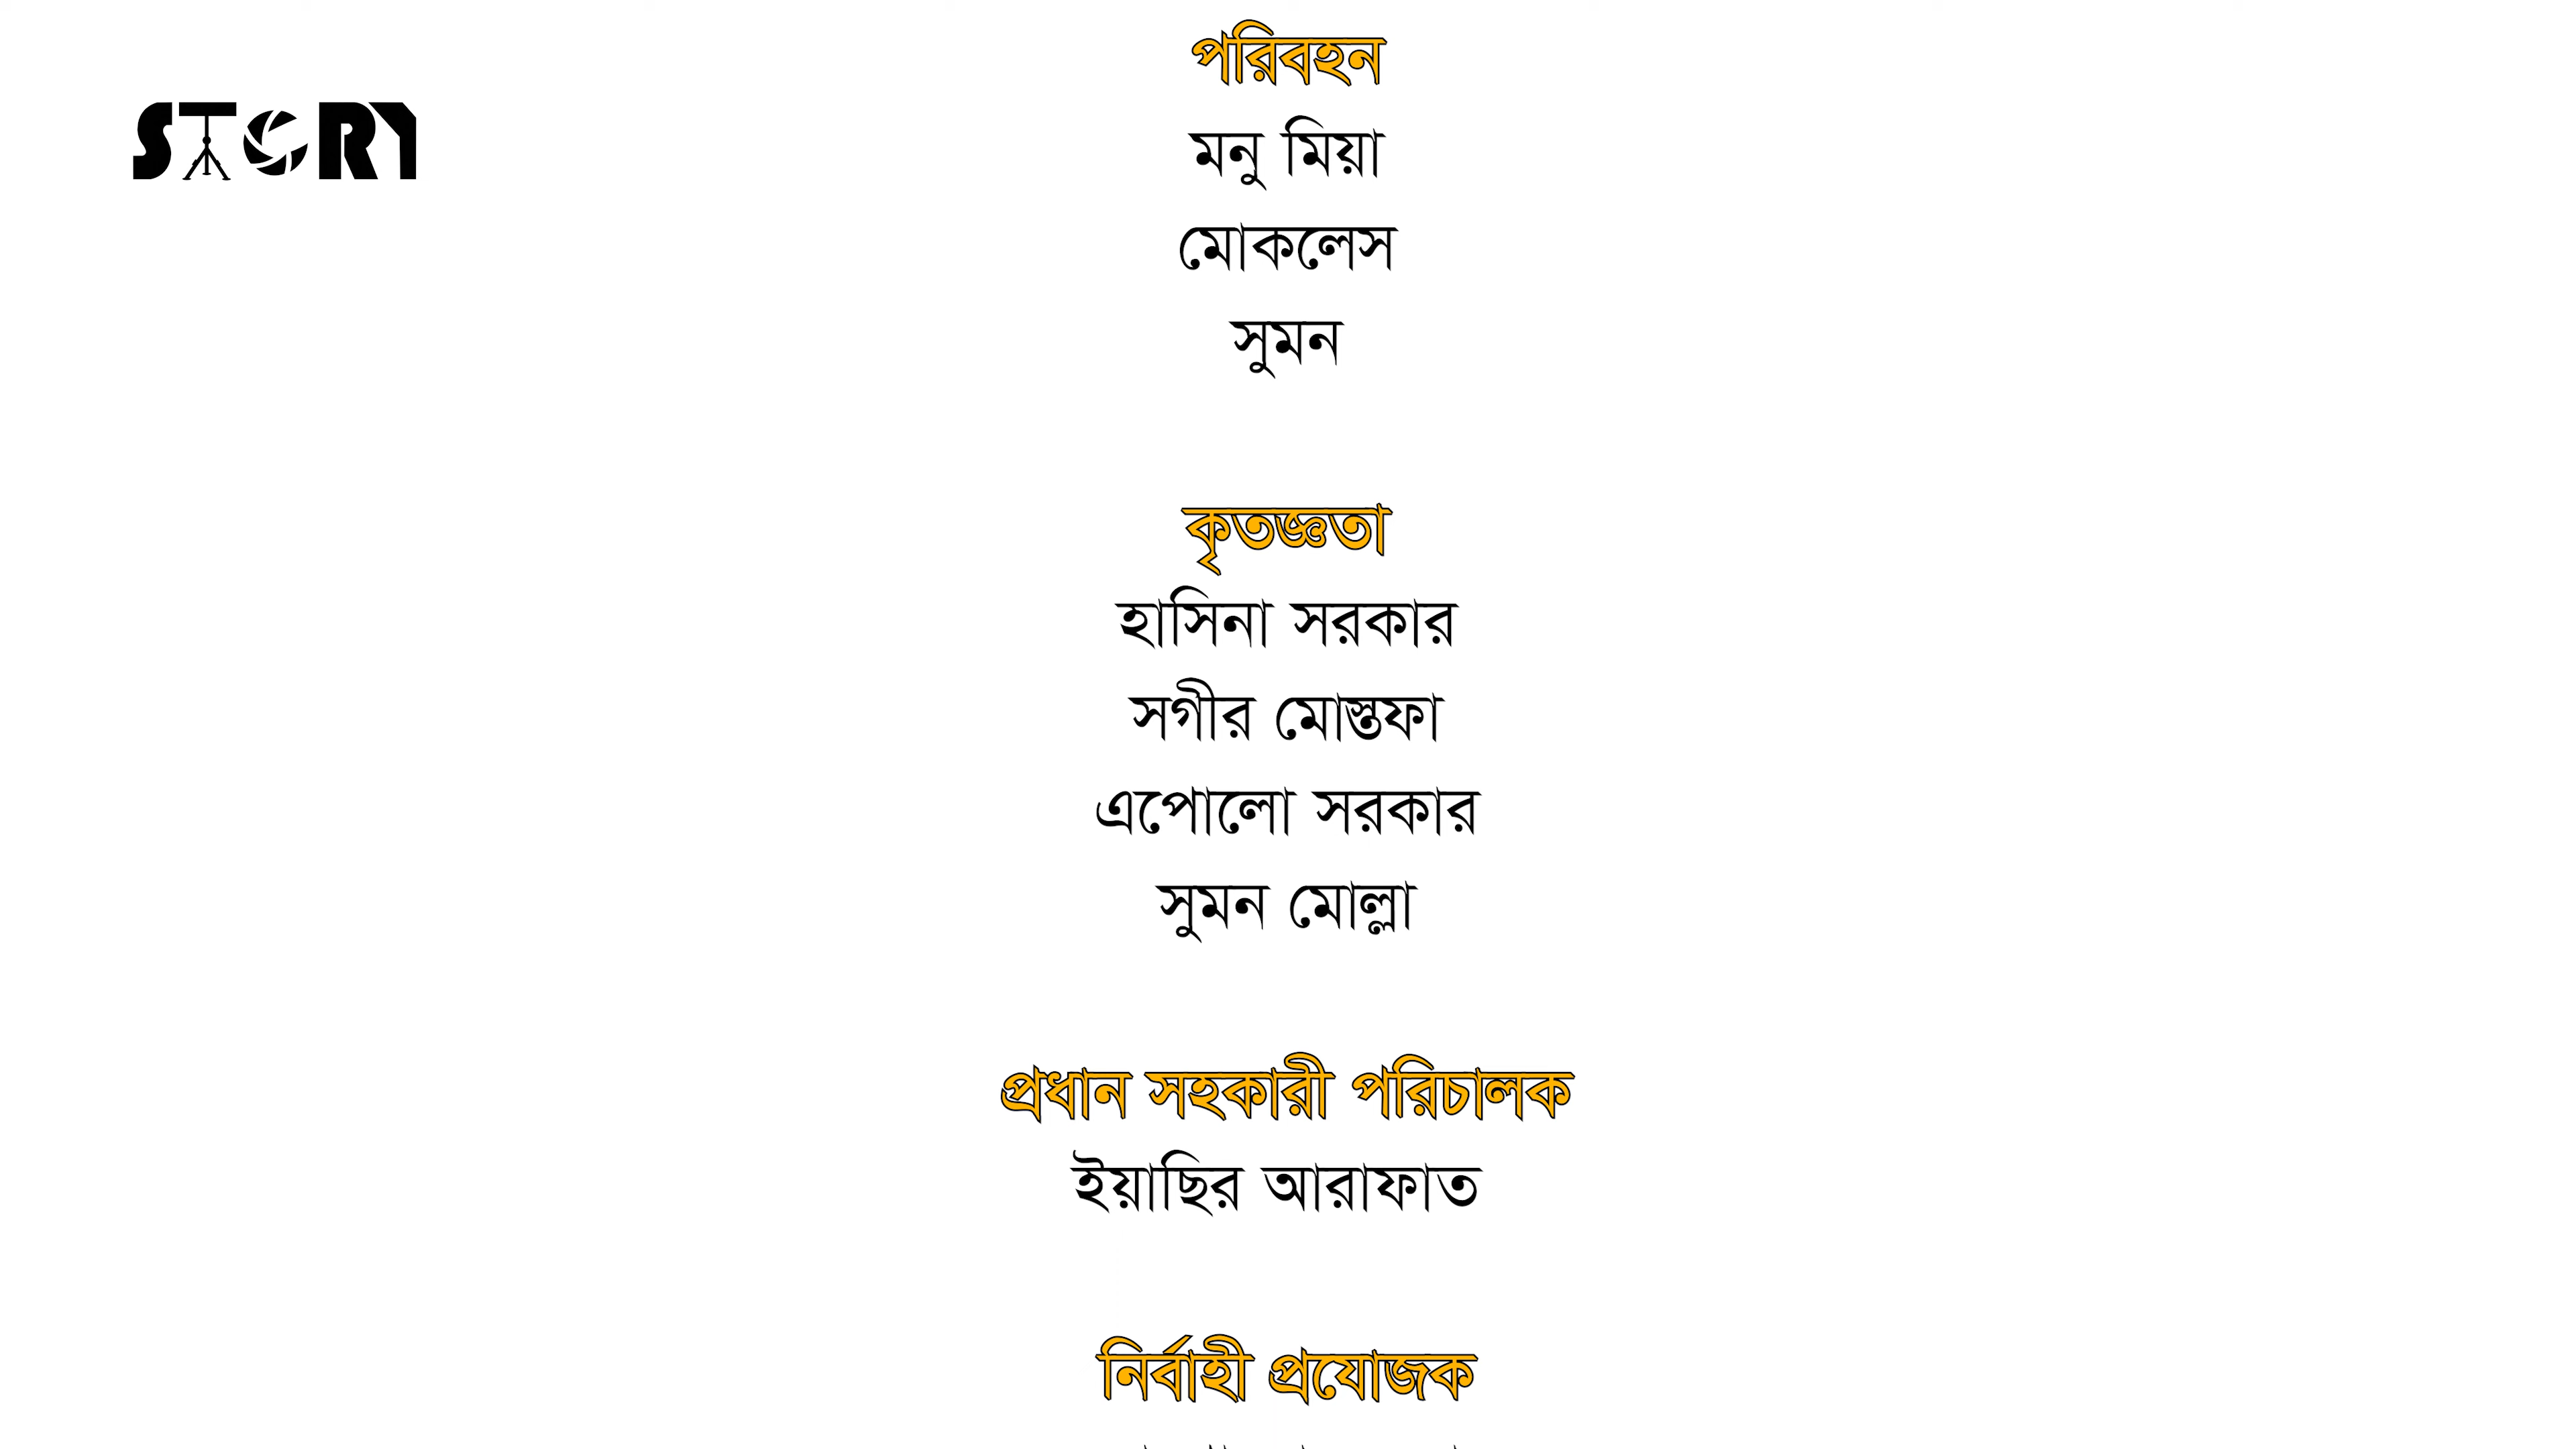 পরিবহন
STORY
মনু মিয়া
মোকলেস
সুমন
কৃতজ্ঞতা
হাসিনা সরকার
সগীর মোস্তফা
এপোলো সরকার
সুমন মোল্লা
প্রধান সহকারী পরিচালক
ইয়াছির আরাফাত
নির্বাহী প্রযোজক